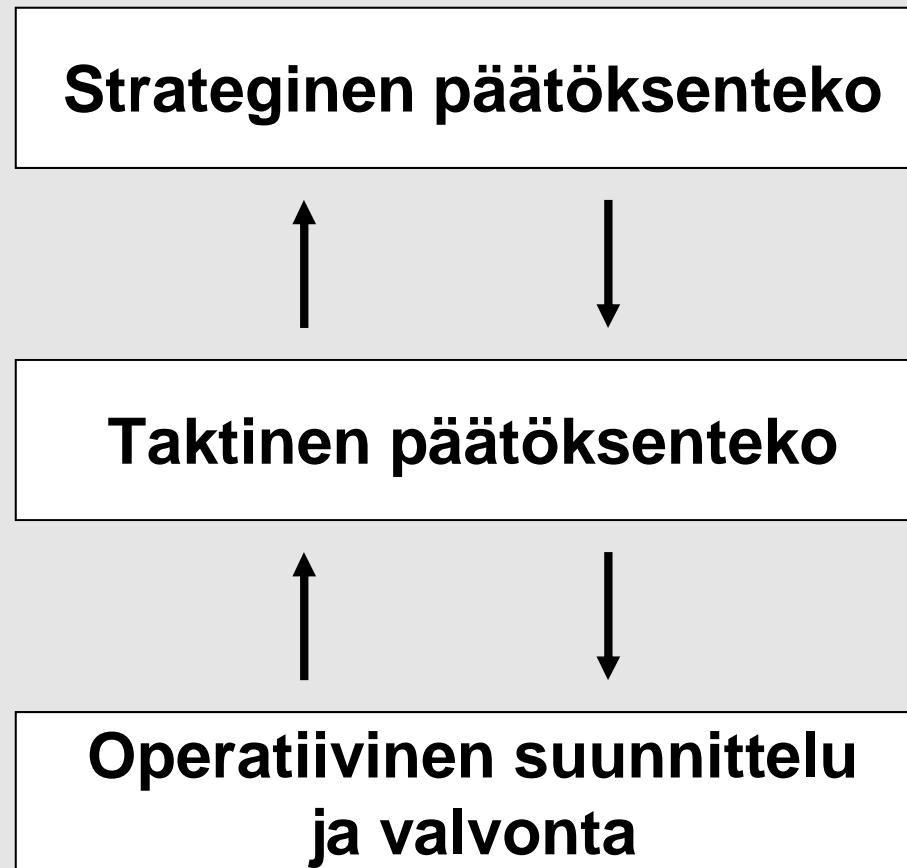 Strateginen päätöksenteko
Taktinen päätöksenteko
Operatiivinen suunnittelu
ja valvonta